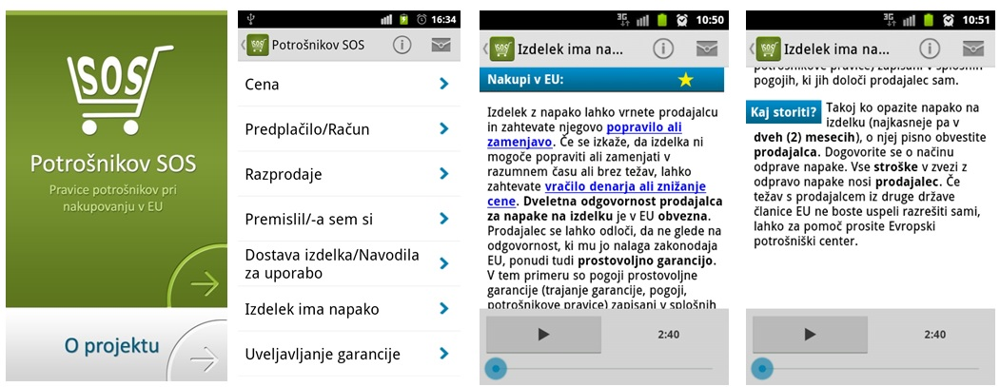 SOS
Potrošnikov SOS
Pravice potrošnikov pri
nakupovanju v EU
O projektu
16:34
SOS
Potrošnikov SOS
Cena
Predplačilo/Račun
Razprodaje
Premislil/-a sem si
Dostava izdelka/Navodila
za uporabo
Izdelek ima napako
Uveljavljanje garancije
3G
10:50
SOS
Izdelek ima na...
Nakupi v EU:
Izdelek z napako lahko vrnete prodajalcu
in zahtevate njegovo popravilo ali
zamenjavo. Če se izkaže, da izdelka ni
mogoče popraviti ali zamenjati v
razumnem času ali brez težav, lahko
zahtevate vračilo denarja ali znižanje
cene. Dveletna odgovornost prodajalca
za napake na izdelku je v EU obvezna.
Prodajalec se lahko odloči, da ne glede na
odgovornost, ki mu jo nalaga zakonodaja
EU, ponudi tudi prostovoljno garancijo.
V tem primeru so pogoji prostovoljne
garancije (trajanje garancije, pogoji,
potrošnikove pravice) zapisani v splošnih
2:40
3G
10:51
SOS
Izdelek ima na...
potrošnikove pravice) zapisani v splošnih
pogojih, ki jih določi prodajalec sam.
Kaj storiti? Takoj ko opazite napako na
izdelku (najkasneje pa v
dveh (2) mesecih), o njej pisno obvestite
prodajalca. Dogovorite se o načinu
odprave napake. Vse stroške v zvezi z
odpravo napake nosi prodajalec. Če
težav s prodajalcem iz druge države
članice EU ne boste uspeli razrešiti sami,
lahko za pomoč prosite Evropski
potrošniški center.
2:40